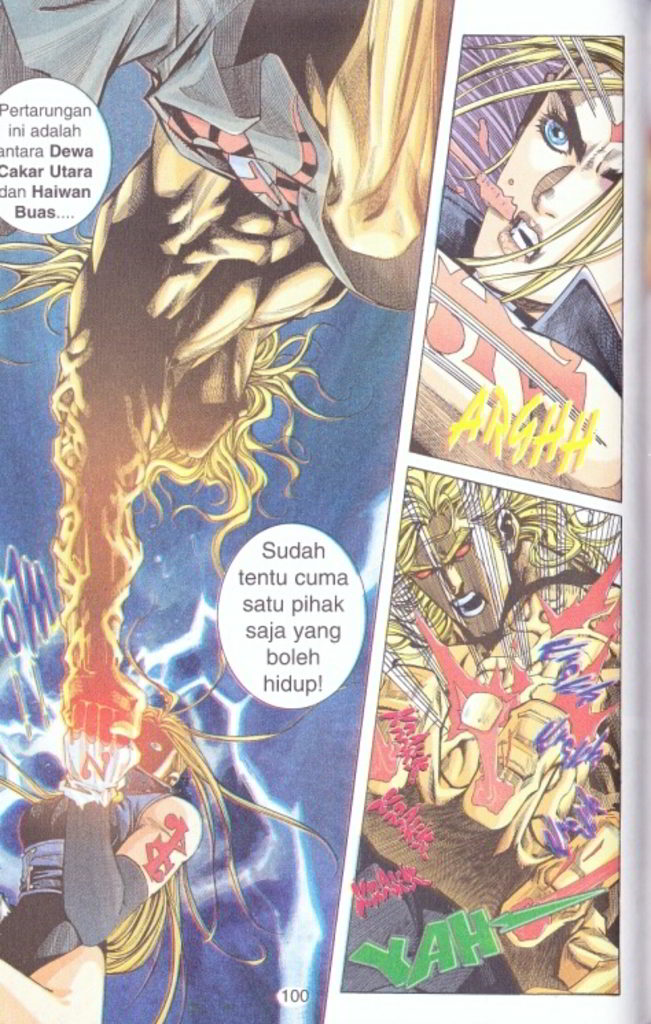 Pertarungan
ini adalah
antara Dewa
Cakar Utara
dan Haiwan
Buas....
ARGHH
Sudah
tentu cuma
satu pihak
saja yang
boleh
hidup!
N
YAH
100